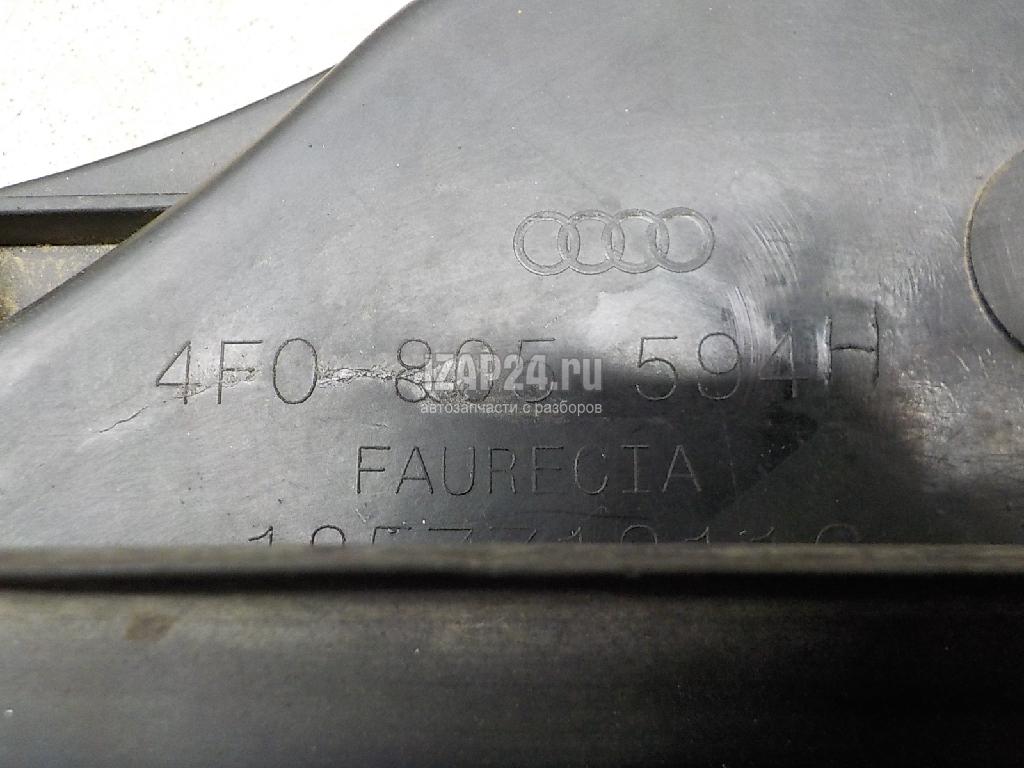 4F0 805 594H
IZAP24.ru
автозапчасти с разборов
FAURECIA